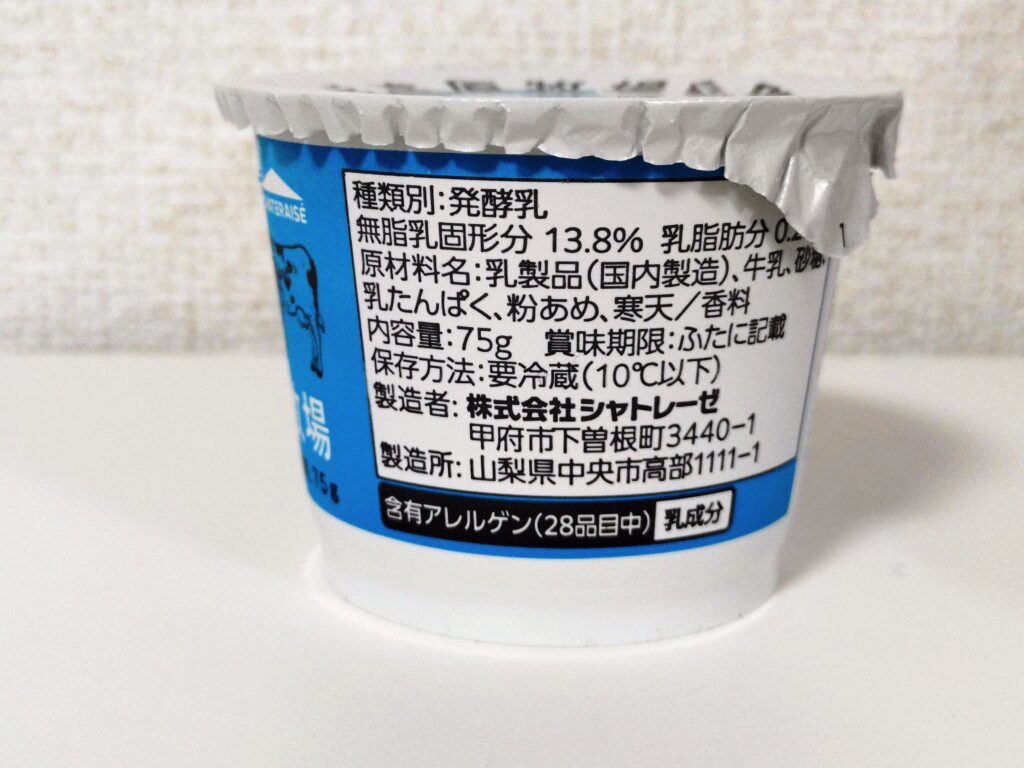 種類別：発酵乳
無脂乳固形分 13.8% 乳脂肪分
原材料名：乳製品（国内製造）、牛乳、
乳たんぱく、粉あめ、寒天／香料
内容量：75g 賞味期限：ふたに記載
保存方法：要冷蔵（10℃以下）
製造者：株式会社シャトレーゼ
甲府市下曽根町3440-1
製造所：山梨県中央市高部1111-1
含有アレルゲン（28品目中） 乳成分
場
75g